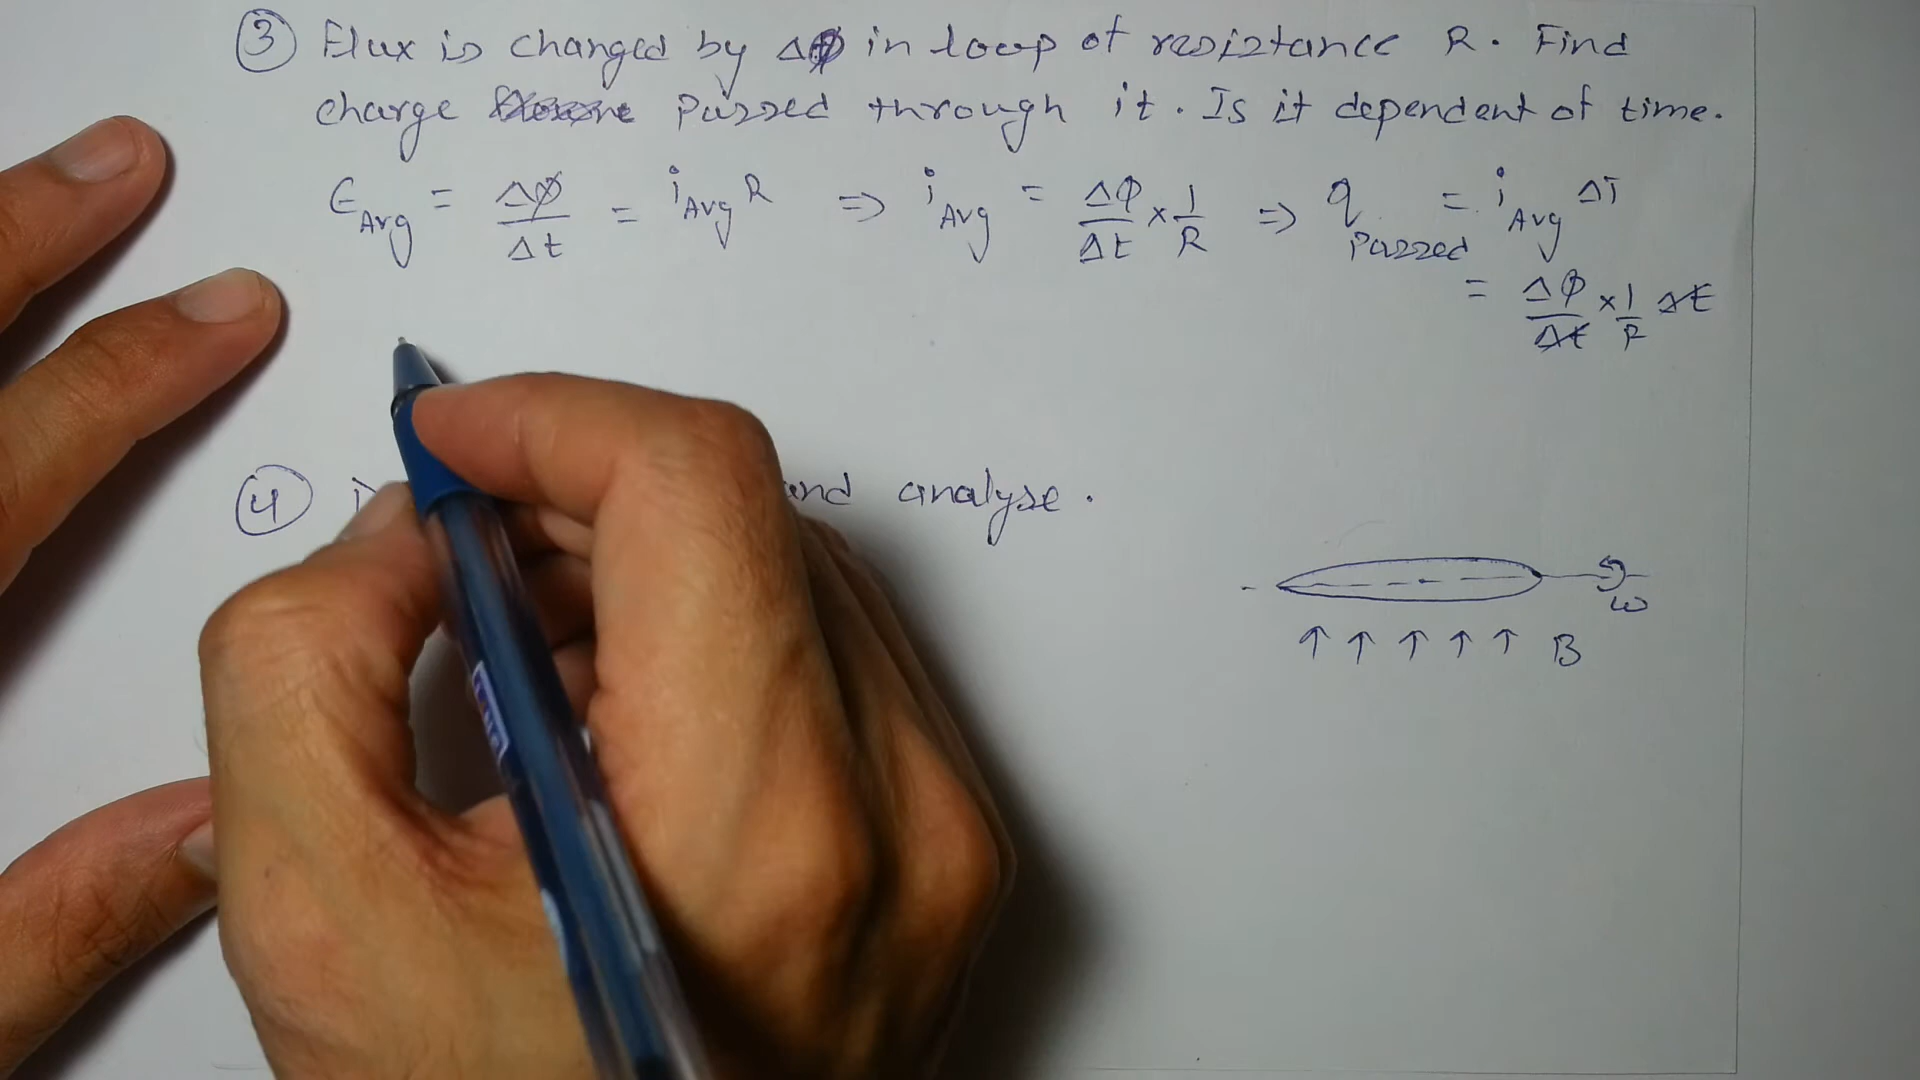 ③ Flux is changed by Δφ in loop of resistance R. Find
charge passed through it. Is it dependent of time.
ϵ_Avg = Δφ/Δt = i_Avg R ⇒ i_Avg = Δφ/Δt × 1/R ⇒ q_passed = i_Avg ΔT
= Δφ/Δt × 1/R Δt
④ and analyse.
ω
↑ ↑ ↑ ↑ ↑ B